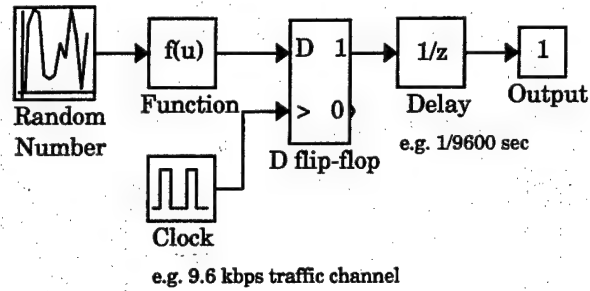 f(u)
D 1
> 0
1/z
1
Random
Number
Function
D flip-flop
Delay
Output
e.g. 1/9600 sec
Clock
e.g. 9.6 kbps traffic channel